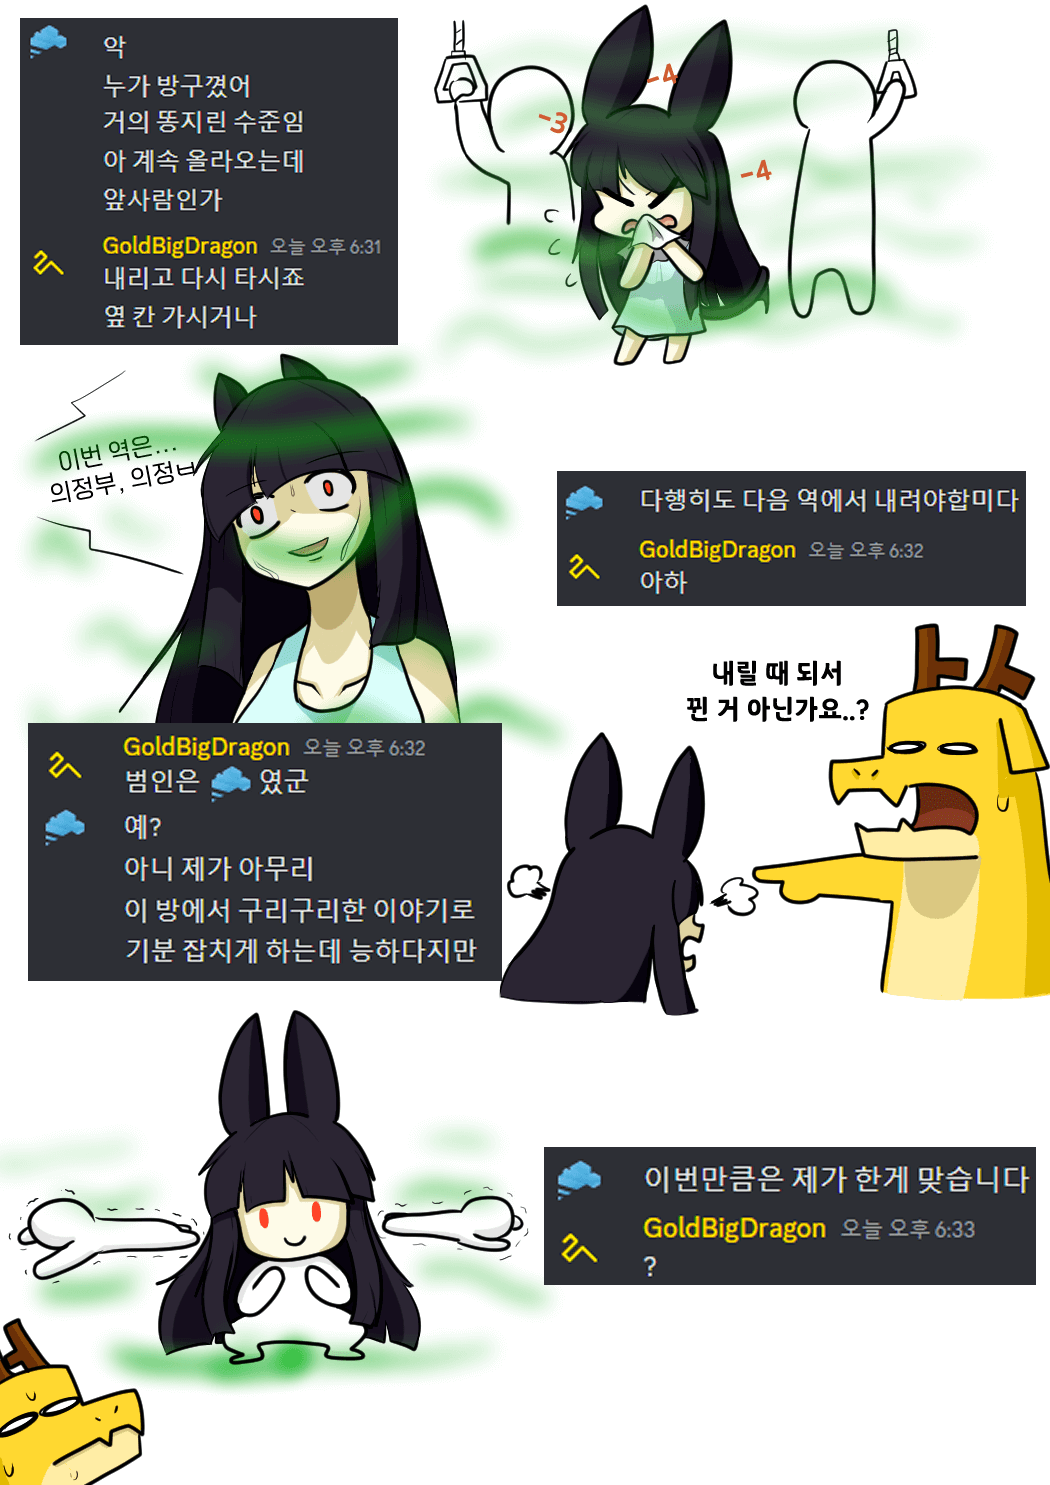 악
누가 방구꼈어
거의 똥지린 수준임
아 계속 올라오는데
앞사람인가
GoldBigDragon 오늘 오후 6:31
내리고 다시 타시죠
옆 칸 가시거나
-4
-3
-4
이번 역은...
의정부, 의정ㅂ
다행히도 다음 역에서 내려야합미다
GoldBigDragon 오늘 오후 6:32
아하
내릴 때 되서
뀐 거 아닌가요..?
GoldBigDragon 오늘 오후 6:32
범인은 였군
예?
아니 제가 아무리
이 방에서 구리구리한 이야기로
기분 잡치게 하는데 능하다지만
이번만큼은 제가 한게 맞습니다
GoldBigDragon 오늘 오후 6:33
?